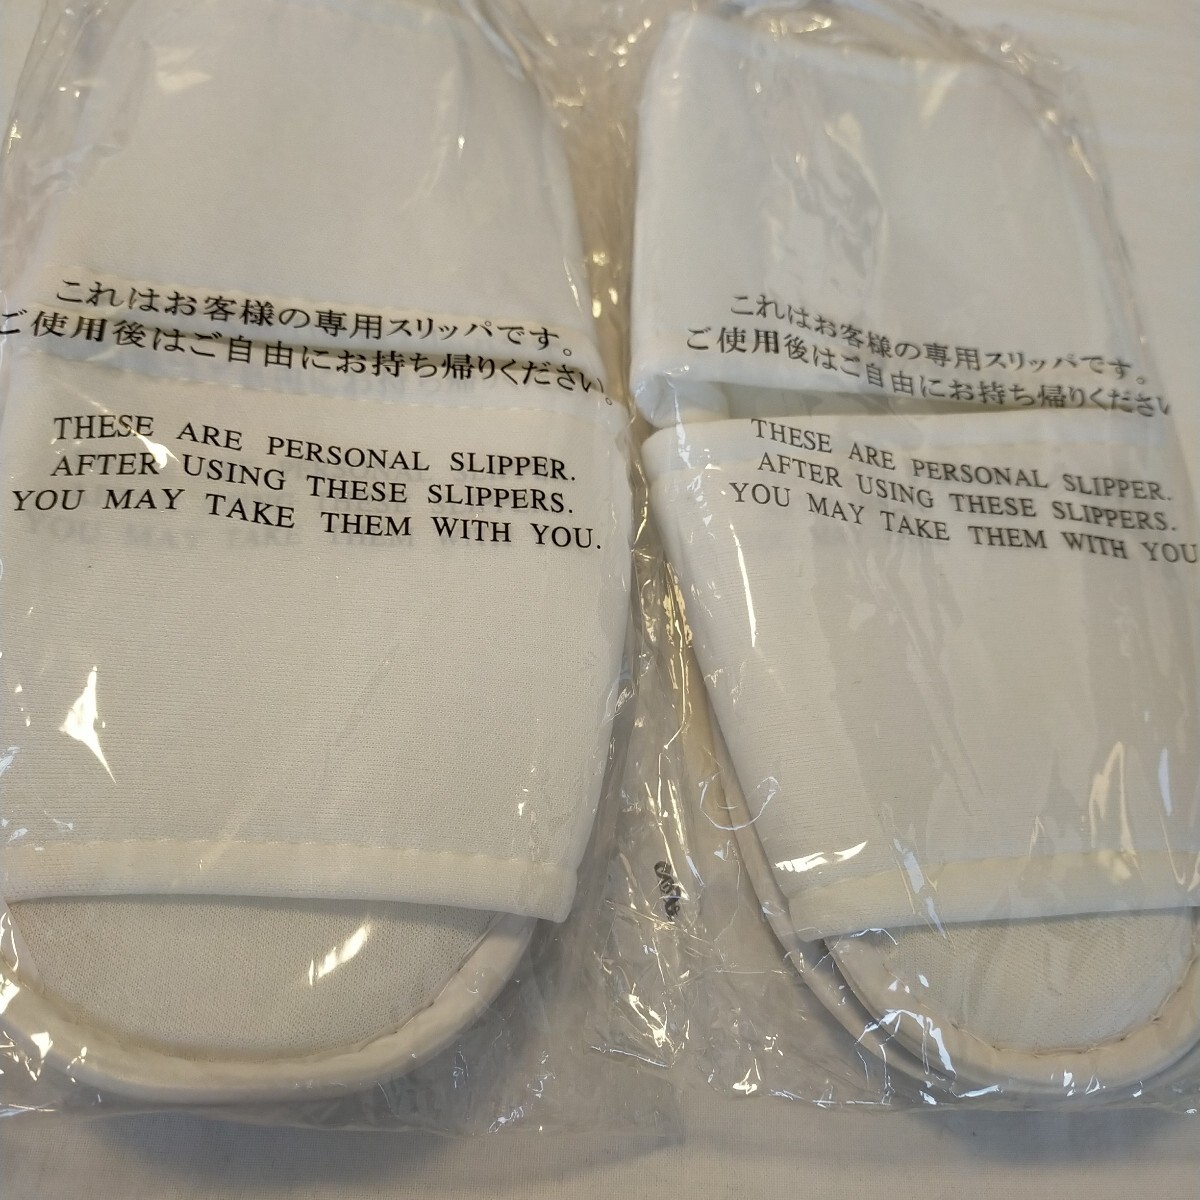 これはお客様の専用スリッパです。
ご使用後はご自由にお持ち帰りください。
THESE ARE PERSONAL SLIPPER.
AFTER USING THESE SLIPPERS.
YOU MAY TAKE THEM WITH YOU.
これはお客様の専用スリッパです。
ご使用後はご自由にお持ち帰りくださ
THESE ARE PERSONAL SLIPPER.
AFTER USING THESE SLIPPERS.
YOU MAY TAKE THEM WITH YOU